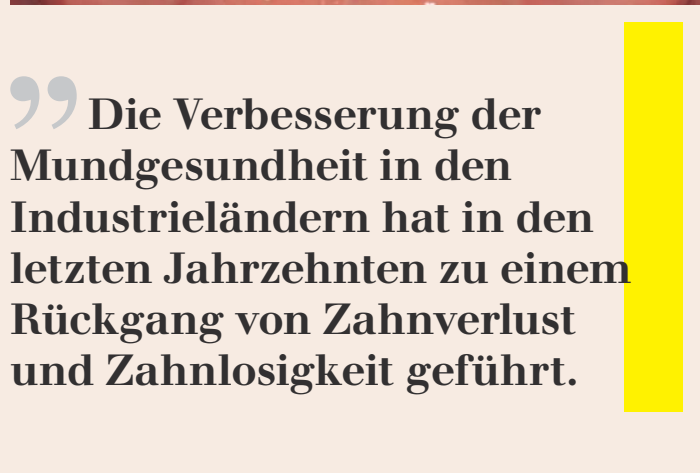 ” Die Verbesserung der
Mundgesundheit in den
Industrieländern hat in den
letzten Jahrzehnten zu einem
Rückgang von Zahnverlust
und Zahnlosigkeit geführt.